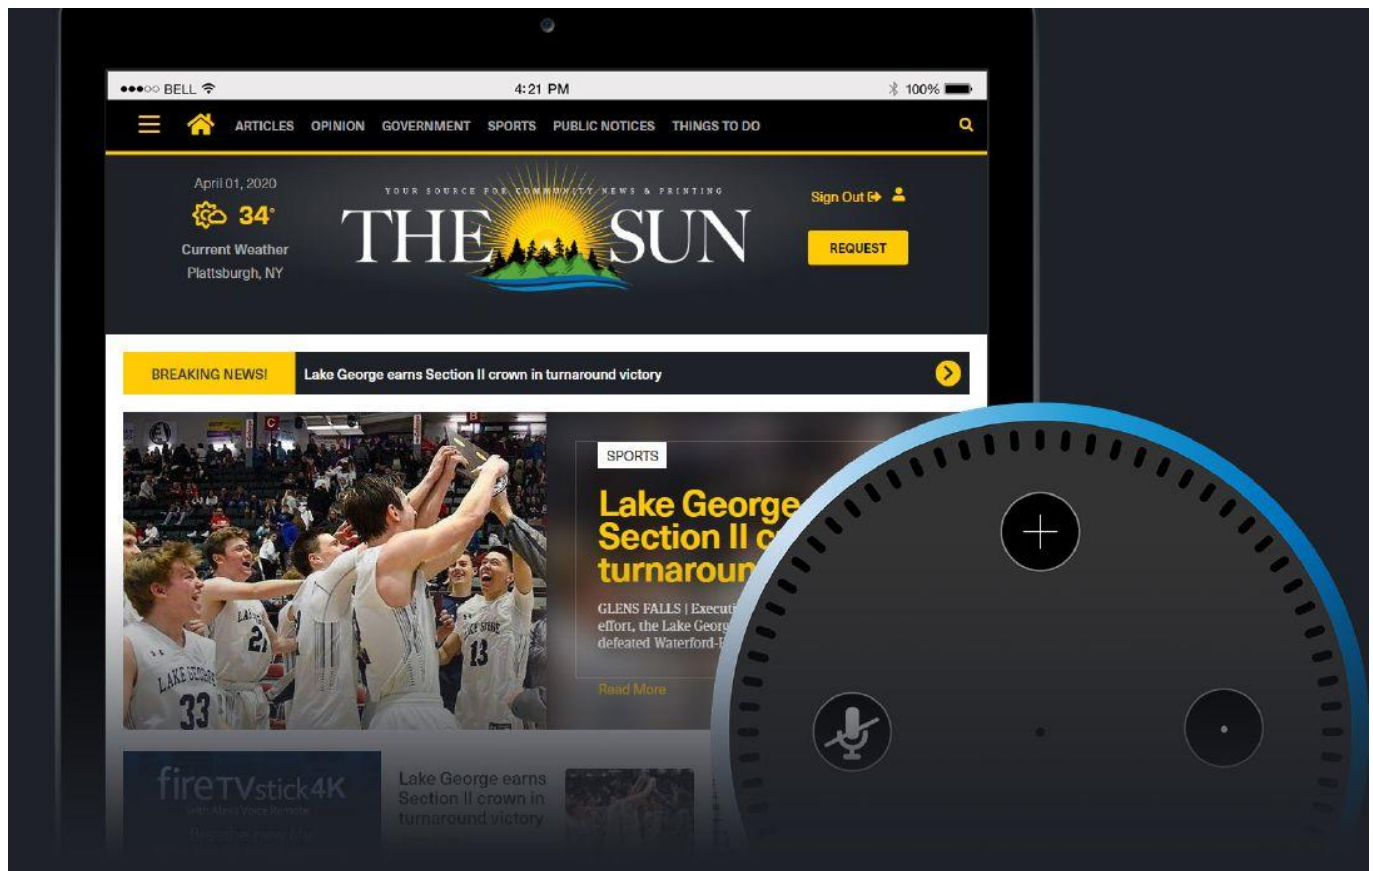 BELL
4:21 PM
100%
ARTICLES OPINION GOVERNMENT SPORTS PUBLIC NOTICES THINGS TO DO
April 01, 2020
34°
Current Weather
Plattsburgh, NY
YOUR SOURCE FOR COMMUNITY NEWS & PRINTING
THE SUN
Sign Out
REQUEST
BREAKING NEWS!
Lake George earns Section II crown in turnaround victory
C
B
LAKE GEORGE
33
21
13
SPORTS
Lake George
Section II
turnaroun
GLENS FALLS | Executi
effort, the Lake Georg
defeated Waterford-
Read More
fireTVstick4K
with Alexa Voice Remote
Lake George earns
Section II crown in
turnaround victory